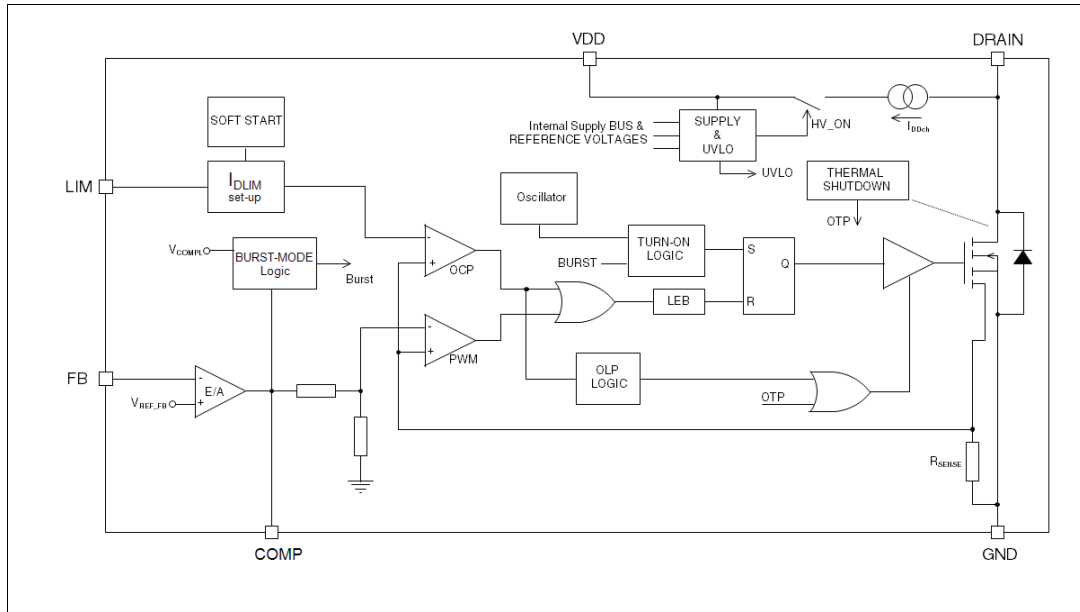 VDD
DRAIN
SOFT START
Internal Supply BUS &
REFERENCE VOLTAGES
SUPPLY
&
UVLO
HV_ON
IDDch
LIM
IDLIM
set-up
UVLO
THERMAL
SHUTDOWN
OTP
Oscillator
VCOMPL
BURST-MODE
Logic
Burst
-
+
OCP
TURN-ON
LOGIC
BURST
S
Q
R
LEB
-
+
PWM
FB
-
E/A
+
VREF_FB
OLP
LOGIC
OTP
RSENSE
COMP
GND